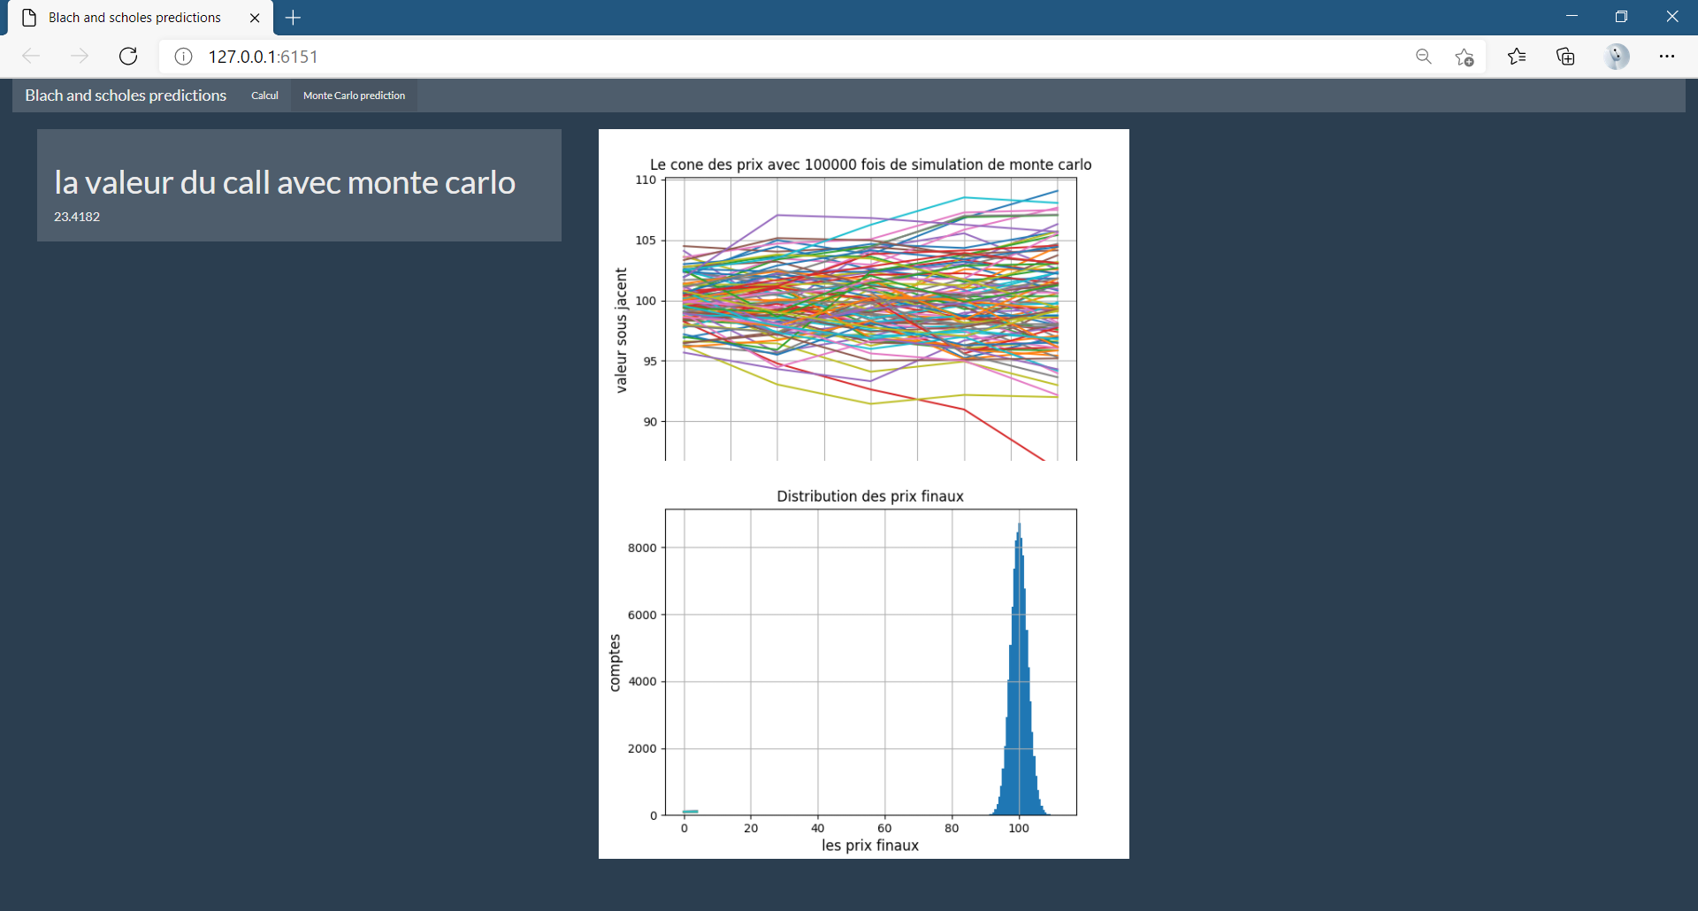 Blach and scholes predictions
127.0.0.1:6151
Blach and scholes predictions Calcul Monte Carlo prediction
la valeur du call avec monte carlo
23.4182
Le cone des prix avec 100000 fois de simulation de monte carlo
110
105
100
95
90
valeur sous jacent
Distribution des prix finaux
8000
6000
4000
2000
0
comptes
0 20 40 60 80 100
les prix finaux